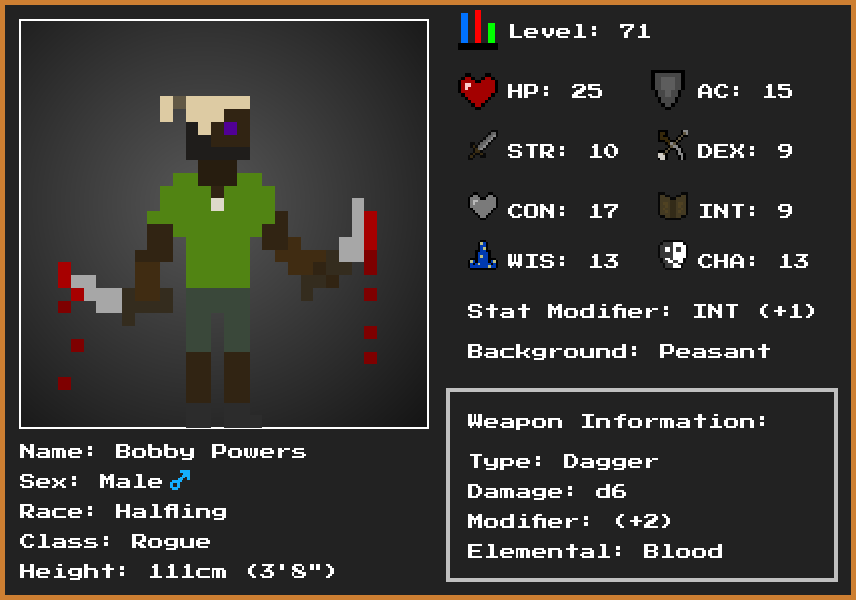 Level: 71
HP: 25
AC: 15
STR: 10
DEX: 9
CON: 17
INT: 9
WIS: 13
CHA: 13
Stat Modifier: INT (+1)
Background: Peasant
Weapon Information:
Type: Dagger
Damage: d6
Modifier: (+2)
Elemental: Blood
Name: Bobby Powers
Sex: Male♂
Race: Halfling
Class: Rogue
Height: 111cm (3'8")